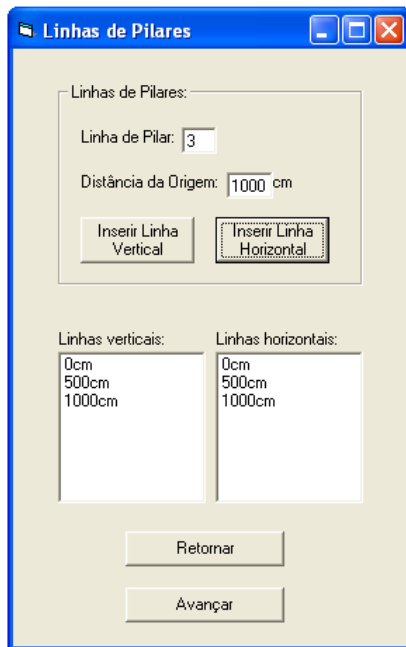 Linhas de Pilares
Linhas de Pilares:
Linha de Pilar: 3
Distância da Origem: 1000 cm
Inserir Linha
Vertical
Inserir Linha
Horizontal
Linhas verticais:
0cm
500cm
1000cm
Linhas horizontais:
0cm
500cm
1000cm
Retornar
Avançar